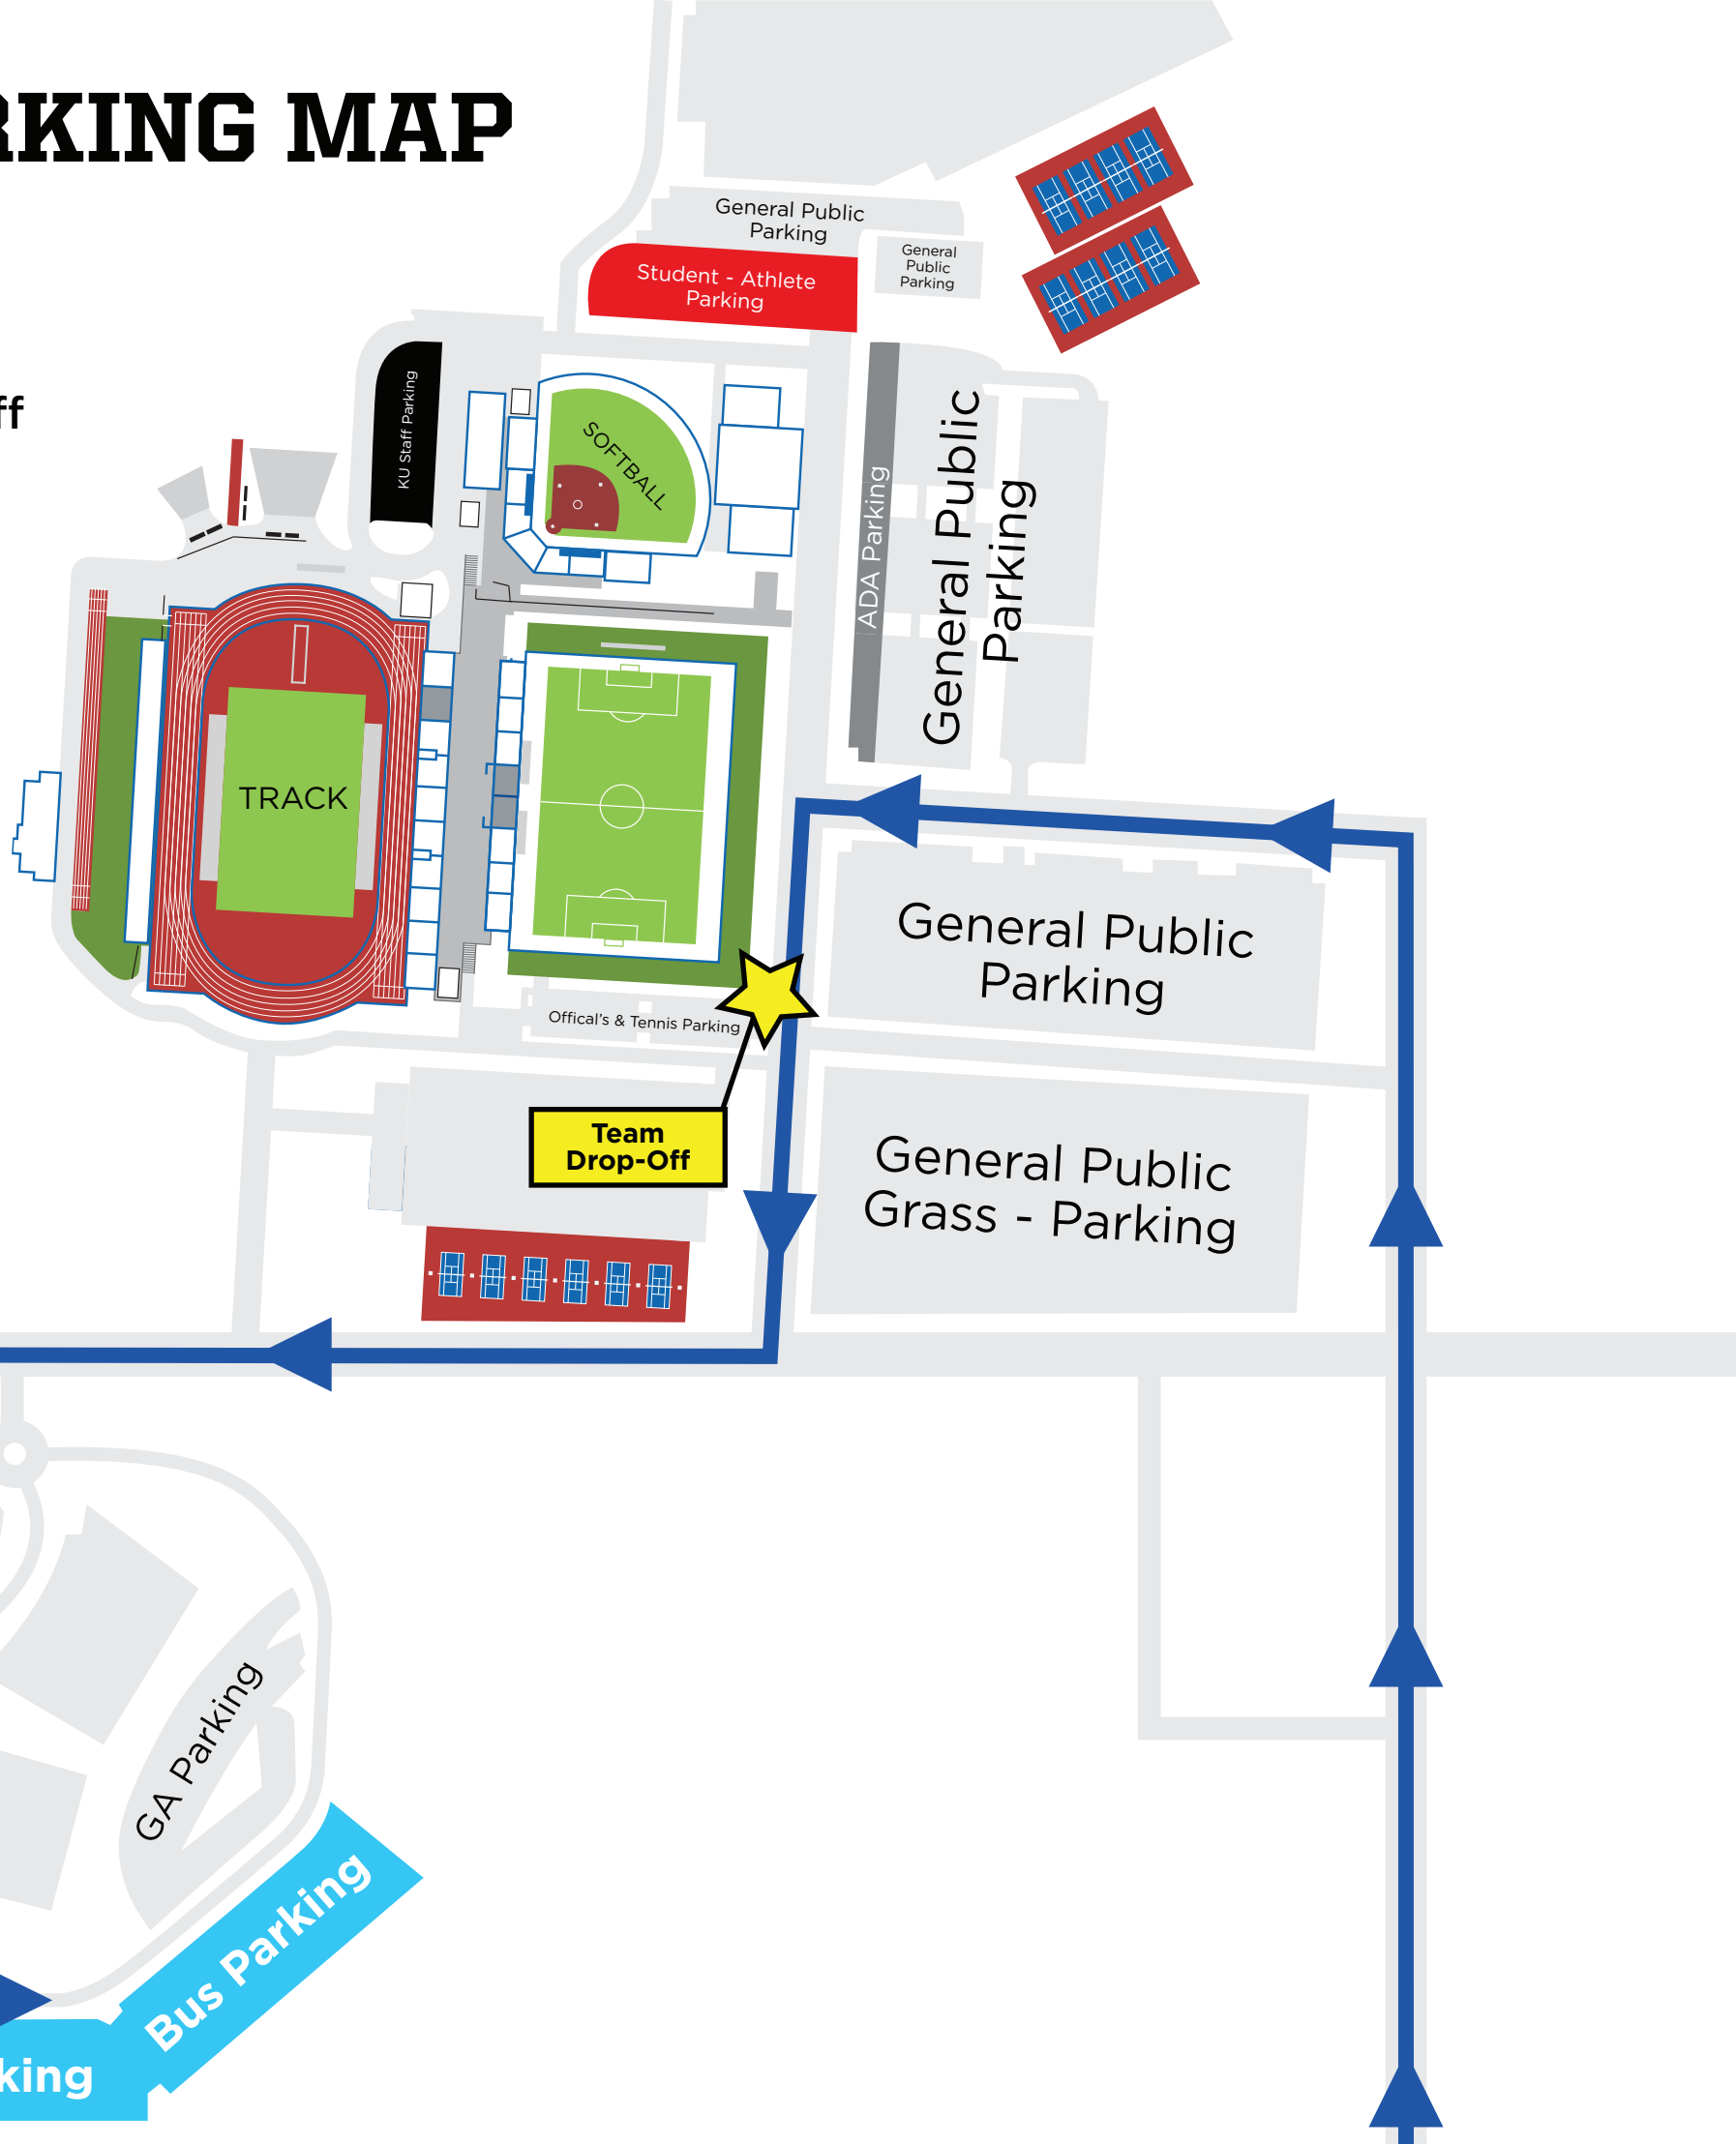 RKING MAP
General Public
Parking
General
Public
Parking
Student - Athlete
Parking
KU Staff Parking
ff
SOFTBALL
ADA Parking
General Public
Parking
TRACK
General Public
Parking
Offical's & Tennis Parking
Team
Drop-Off
General Public
Grass - Parking
GA Parking
Bus Parking
king